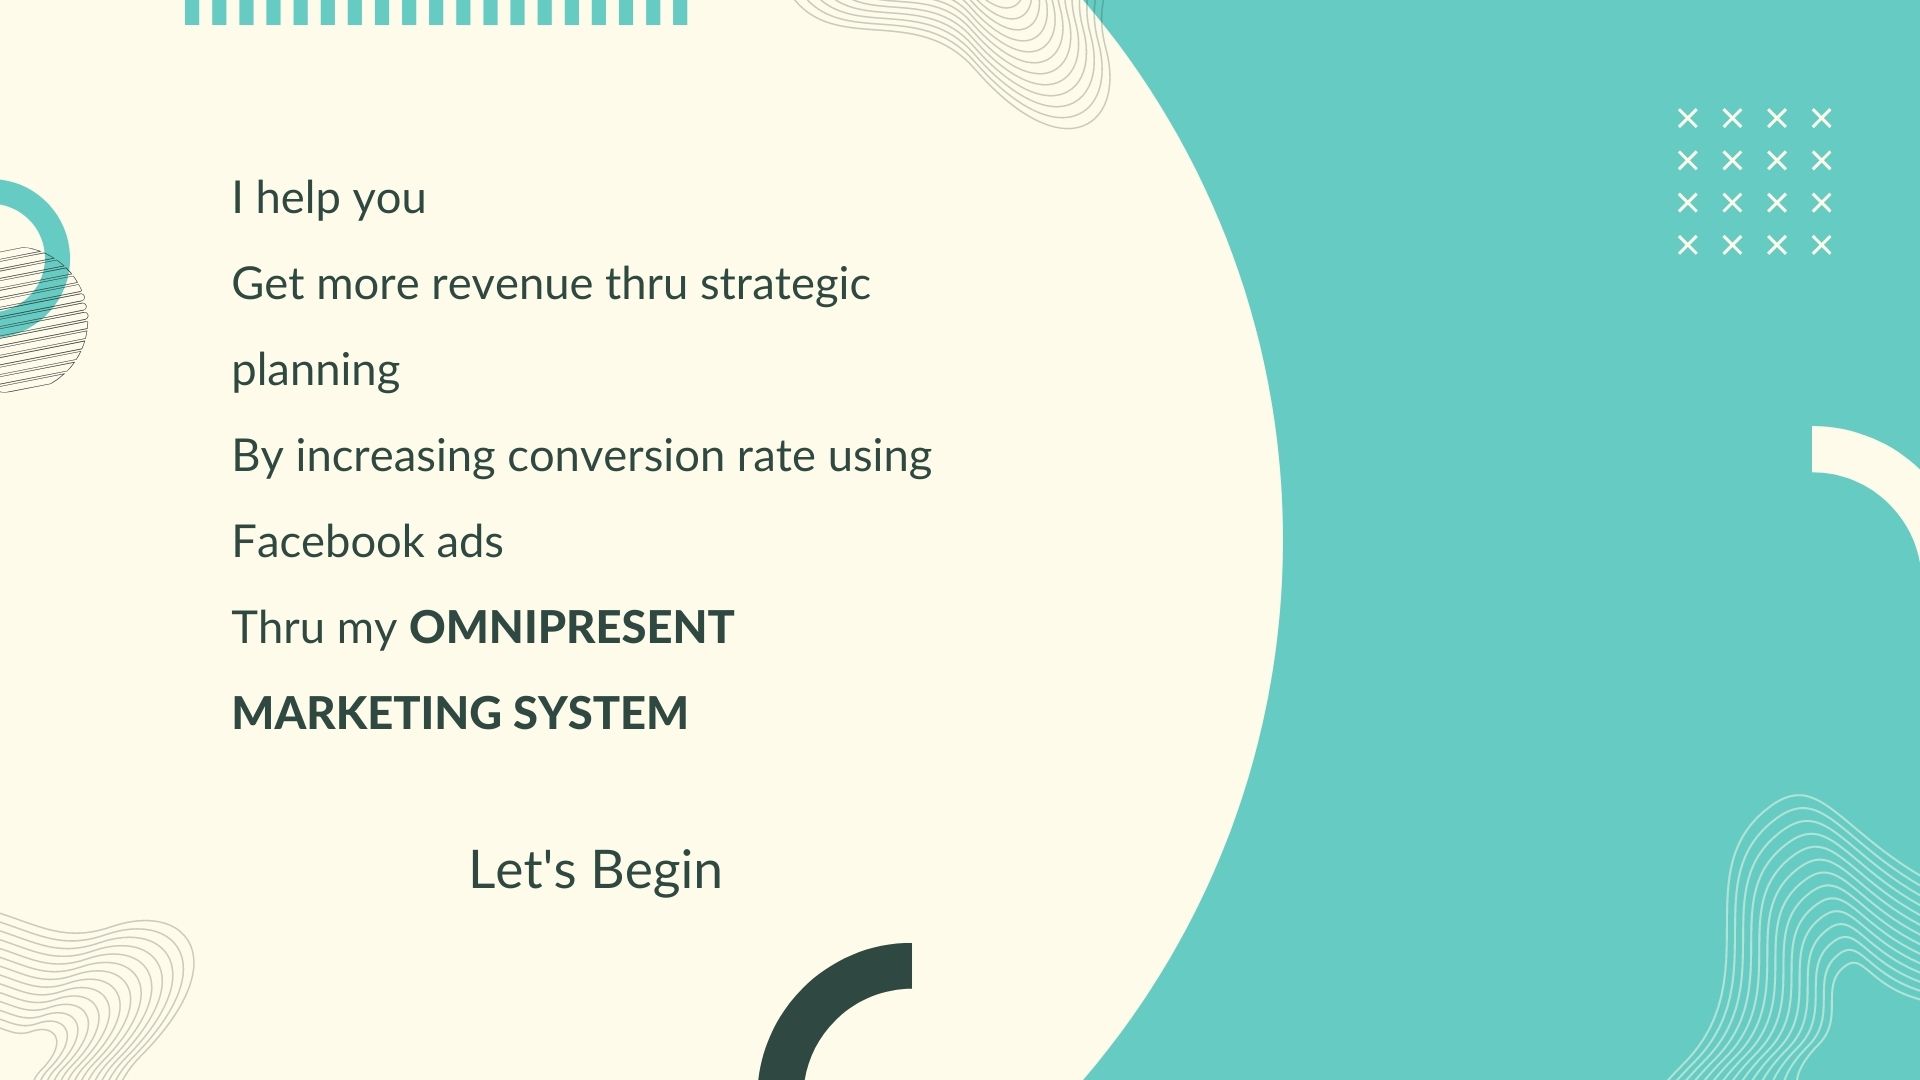 I help you
Get more revenue thru strategic
planning
By increasing conversion rate using
Facebook ads
Thru my OMNIPRESENT
MARKETING SYSTEM
Let's Begin